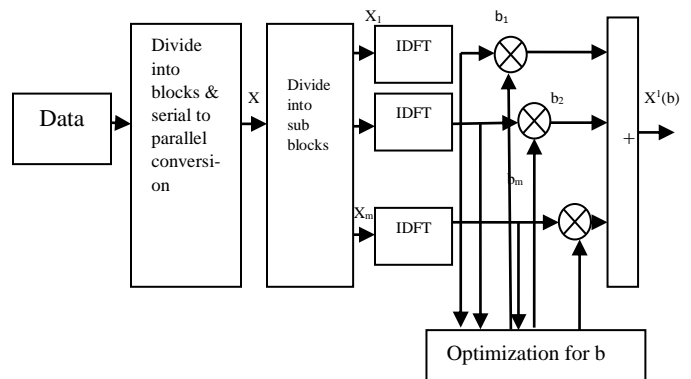 X₁
b₁
IDFT
Divide
into
blocks &
serial to
parallel
conversi-
on
X
Divide
into
sub
blocks
Data
IDFT
b₂
X¹(b)
+
bₘ
Xₘ
IDFT
Optimization for b